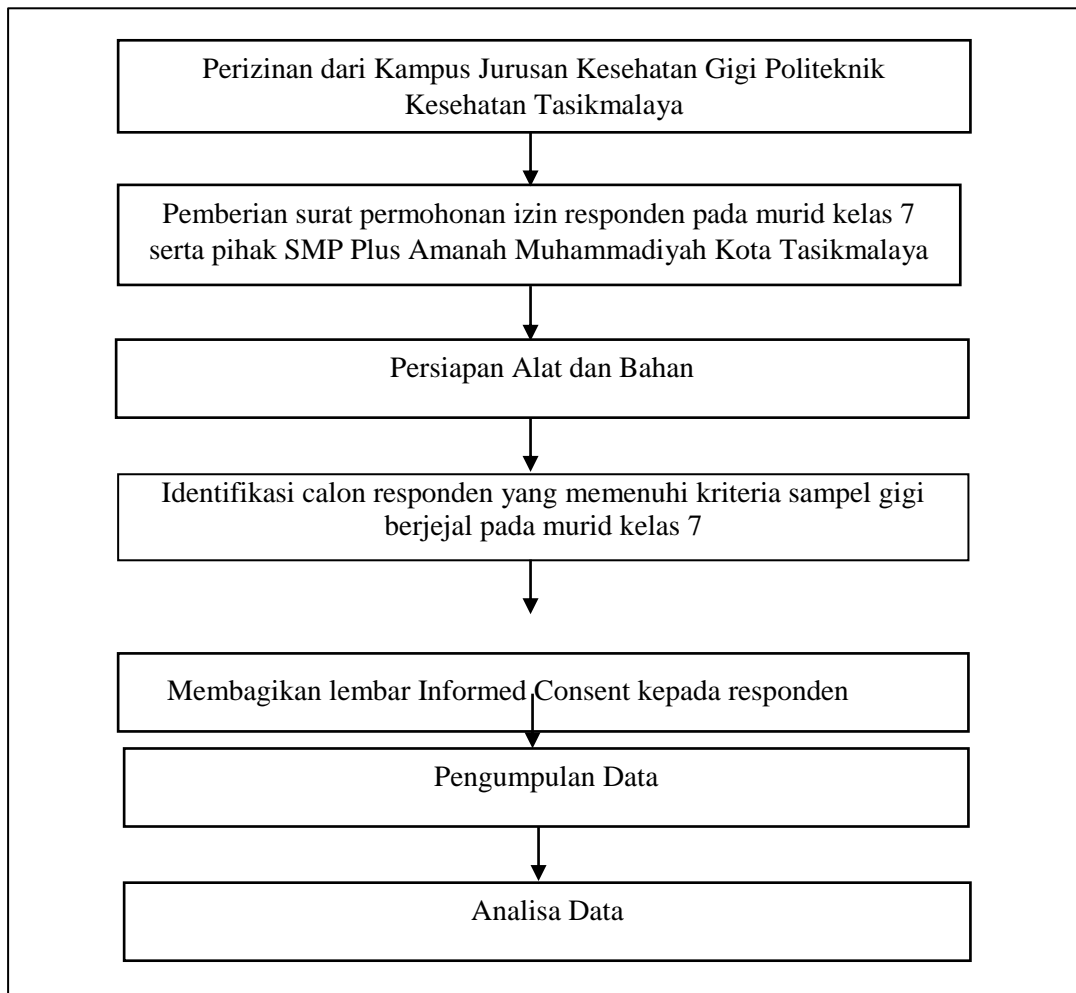 Perizinan dari Kampus Jurusan Kesehatan Gigi Politeknik
Kesehatan Tasikmalaya
Pemberian surat permohonan izin responden pada murid kelas 7
serta pihak SMP Plus Amanah Muhammadiyah Kota Tasikmalaya
Persiapan Alat dan Bahan
Identifikasi calon responden yang memenuhi kriteria sampel gigi
berjejal pada murid kelas 7
Membagikan lembar Informed Consent kepada responden
Pengumpulan Data
Analisa Data